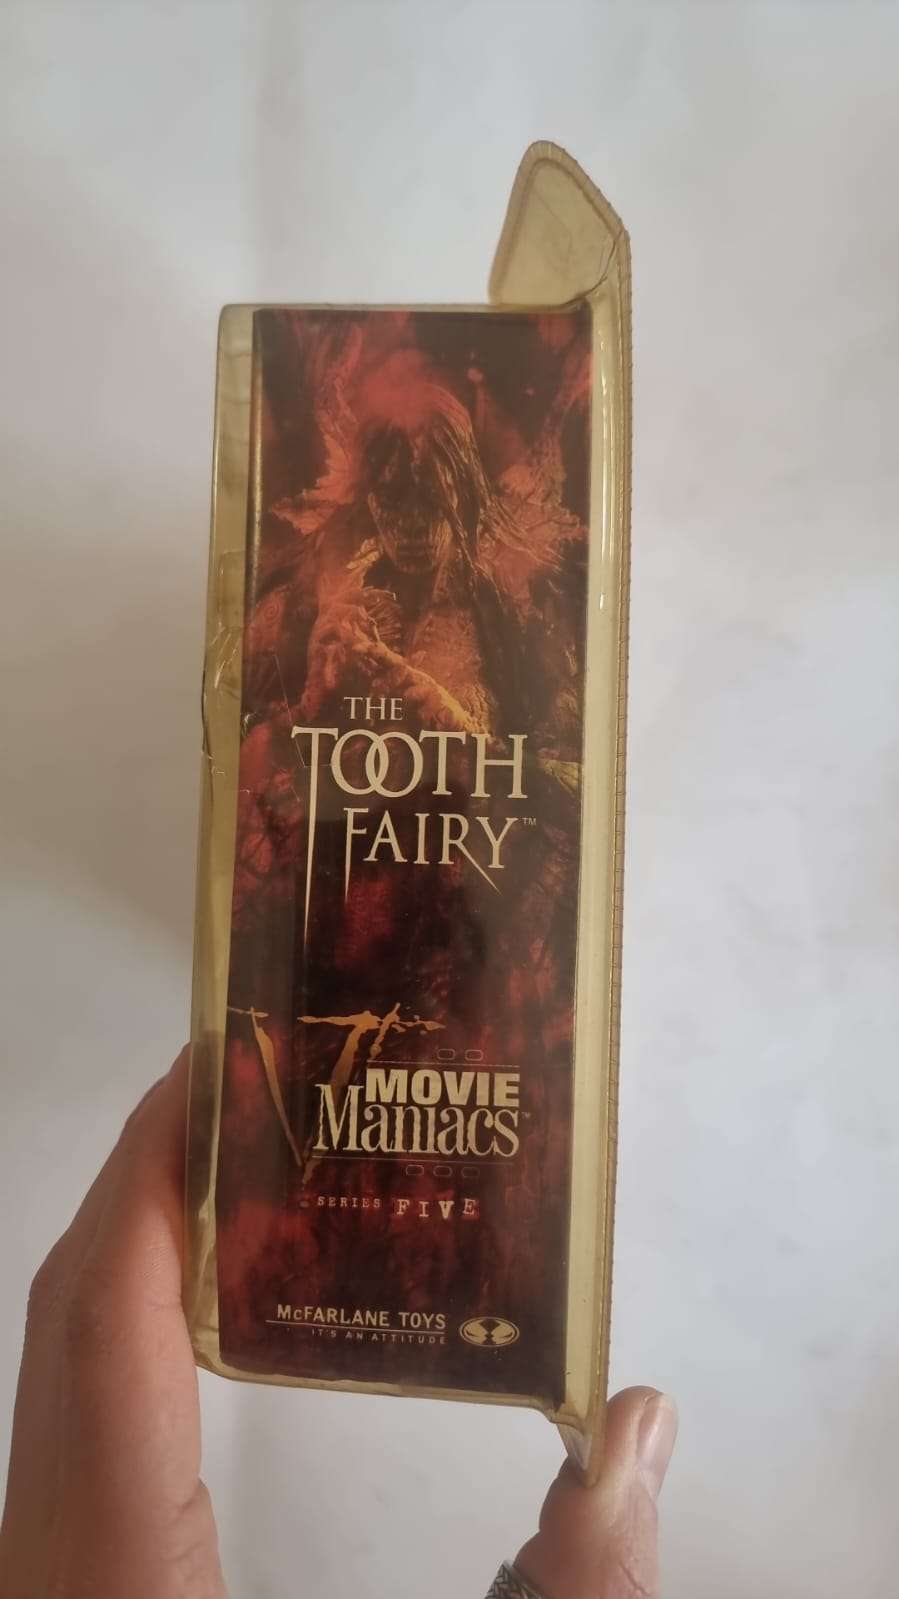 THE
TOOTH
FAIRY™
MOVIE
Maniacs™
SERIES FIVE
McFARLANE TOYS
IT'S AN ATTITUDE